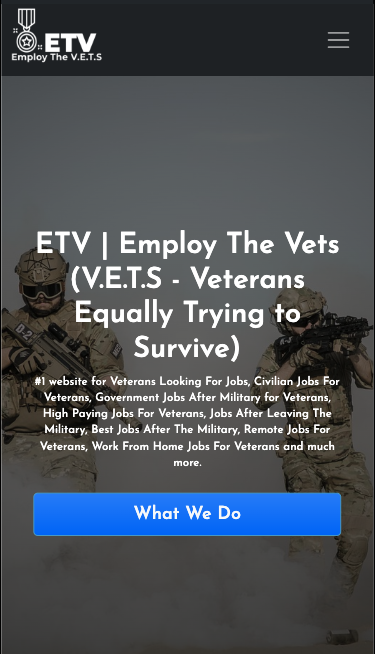 ETV
Employ The V.E.T.S
ETV | Employ The Vets
(V.E.T.S - Veterans
Equally Trying to
Survive)
#1 website for Veterans Looking For Jobs, Civilian Jobs For
Veterans, Government Jobs After Military for Veterans,
High Paying Jobs For Veterans, Jobs After Leaving The
Military, Best Jobs After The Military, Remote Jobs For
Veterans, Work From Home Jobs For Veterans and much
more.
What We Do